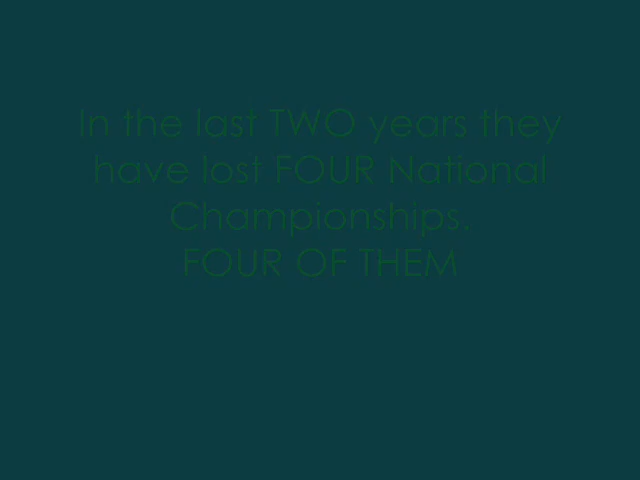 In the last TWO years they
have lost FOUR National
Championships.
FOUR OF THEM